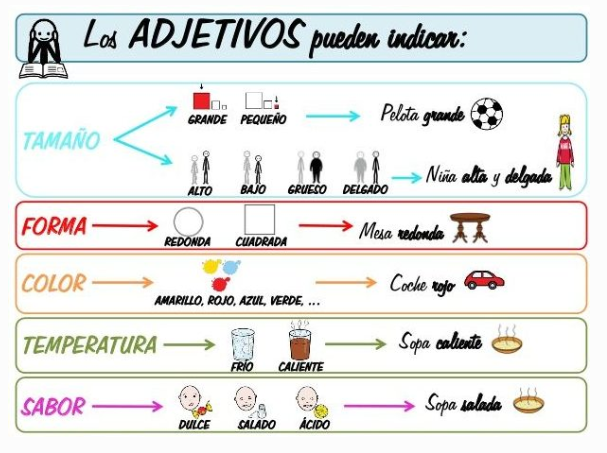 Los ADJETIVOS pueden indicar:
TAMAÑO
GRANDE PEQUEÑO
Pelota grande
ALTO BAJO GRUESO DELGADO
Niña alta y delgada
FORMA
REDONDA CUADRADA
Mesa redonda
COLOR
AMARILLO, ROJO, AZUL, VERDE, ...
Coche rojo
TEMPERATURA
FRÍO CALIENTE
Sopa caliente
SABOR
DULCE SALADO ÁCIDO
Sopa salada